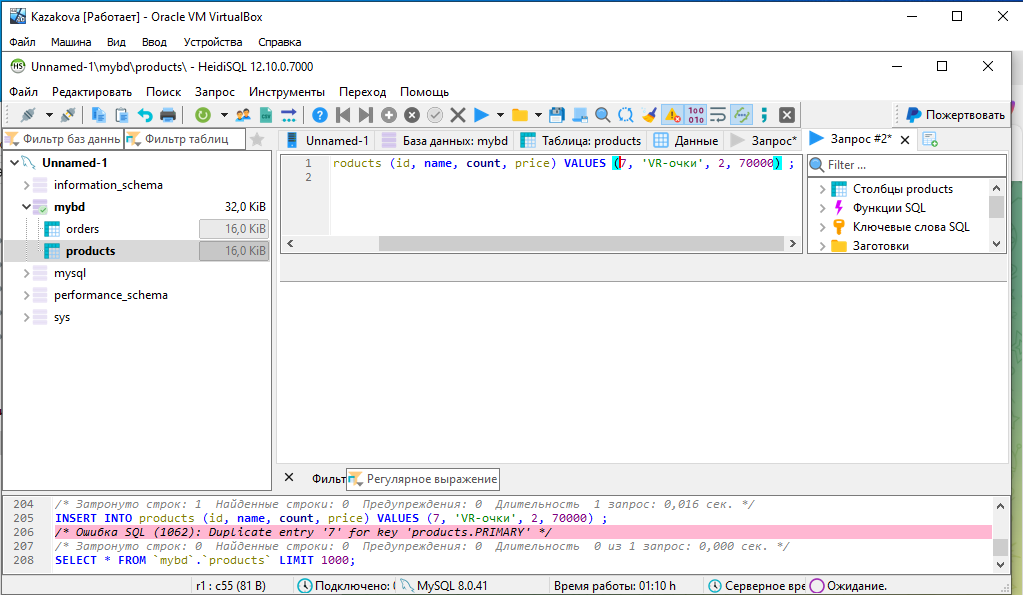 Kazakova [Работает] - Oracle VM VirtualBox
Файл Машина Вид Ввод Устройства Справка
Unnamed-1\mybd\products\ - HeidiSQL 12.10.0.7000
Файл Редактировать Поиск Запрос Инструменты Переход Помощь
Пожертвовать
Фильтр баз данн Фильтр таблиц
Unnamed-1 База данных: mybd Таблица: products Данные Запрос* Запрос #2*
Unnamed-1
information_schema
mybd 32,0 KiB
orders 16,0 KiB
products 16,0 KiB
mysql
performance_schema
sys
1 roducts (id, name, count, price) VALUES (7, 'VR-очки', 2, 70000) ;
2
Filter ...
Столбцы products
Функции SQL
Ключевые слова SQL
Заготовки
Фильт Регулярное выражение
204 /* Затронуто строк: 1 Найденные строки: 0 Предупреждения: 0 Длительность 1 запрос: 0,016 сек. */
205 INSERT INTO products (id, name, count, price) VALUES (7, 'VR-очки', 2, 70000) ;
206 /* Ошибка SQL (1062): Duplicate entry '7' for key 'products.PRIMARY' */
207 /* Затронуто строк: 0 Найденные строки: 0 Предупреждения: 0 Длительность 0 из 1 запрос: 0,000 сек. */
208 SELECT * FROM `mybd`.`products` LIMIT 1000;
r1 : c55 (81 B) Подключено: MySQL 8.0.41 Время работы: 01:10 h Серверное вре Ожидание.